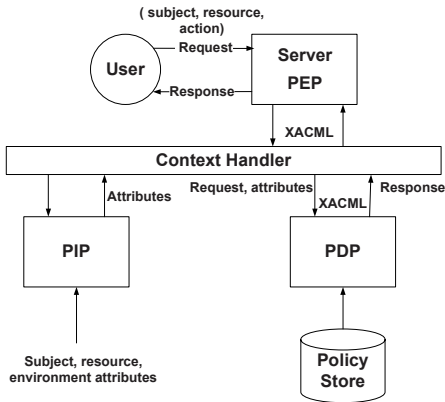 ( subject, resource,
action)
Request
User
Server
PEP
Response
XACML
Context Handler
Attributes
Request, attributes
Response
XACML
PIP
PDP
Subject, resource,
environment attributes
Policy
Store